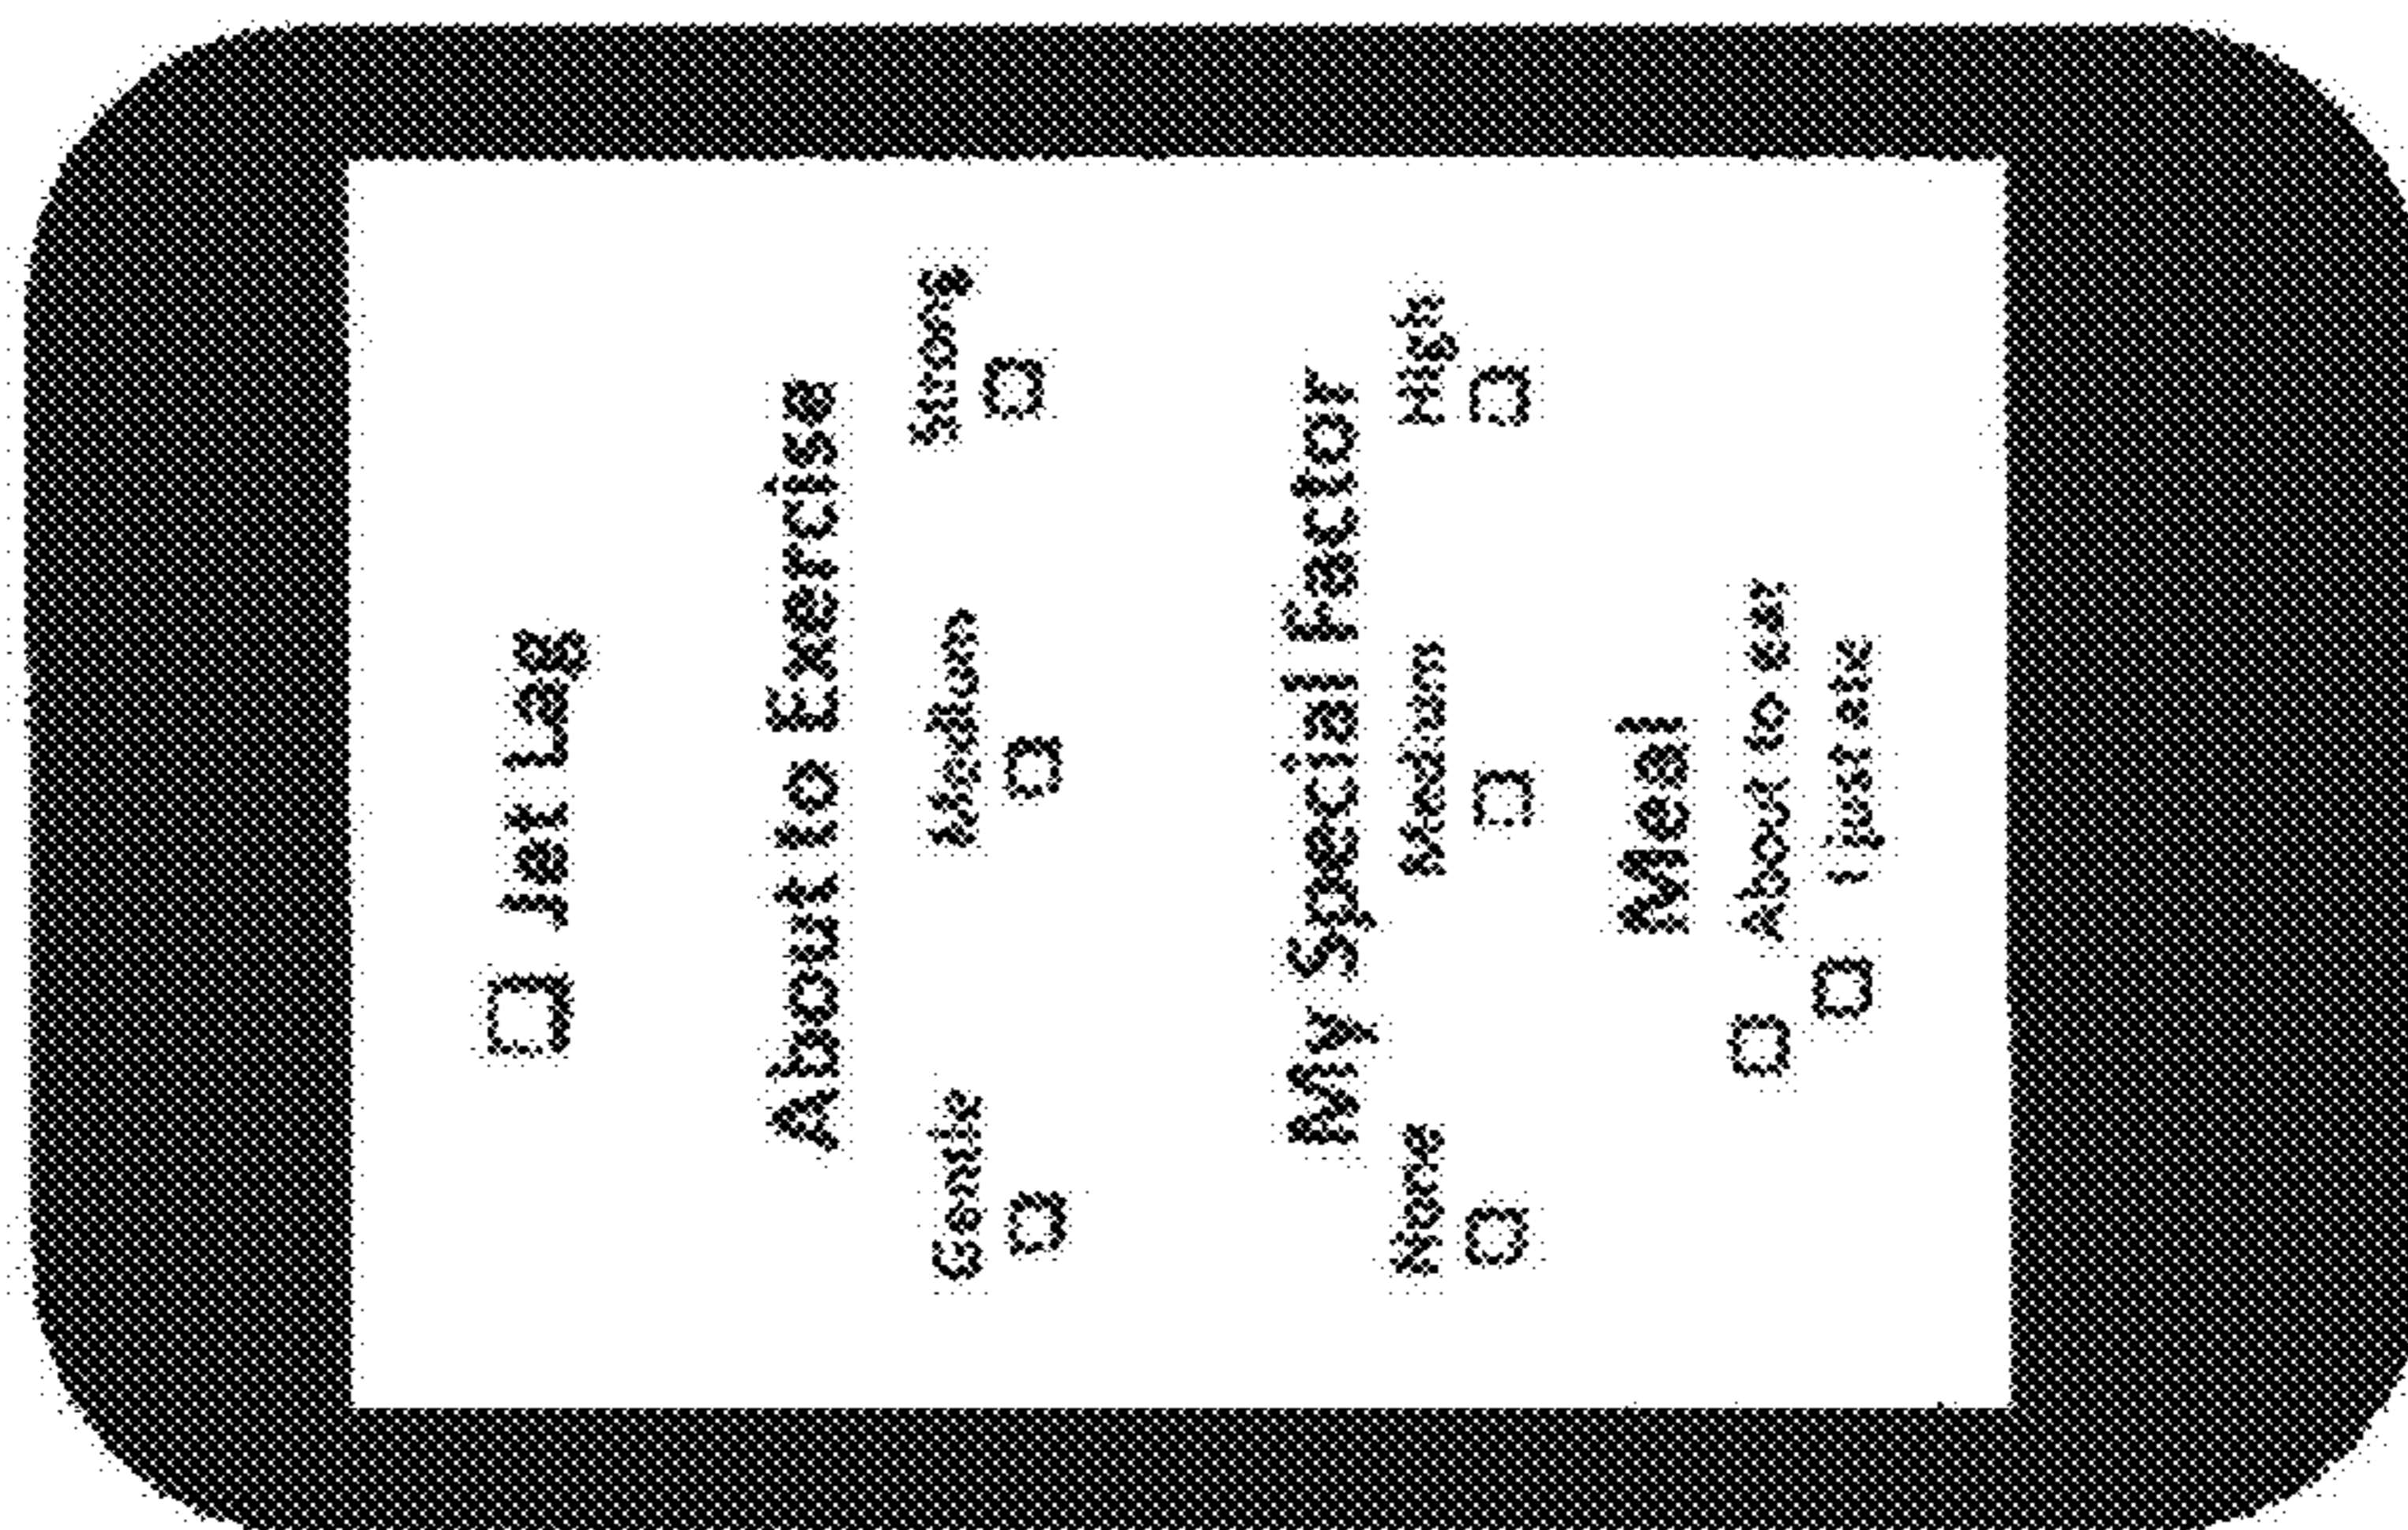 Jet Lag
About to Exercise
Gentle Medium Strong
My Special Factor
None Medium High
Meal
About to eat
I just ate